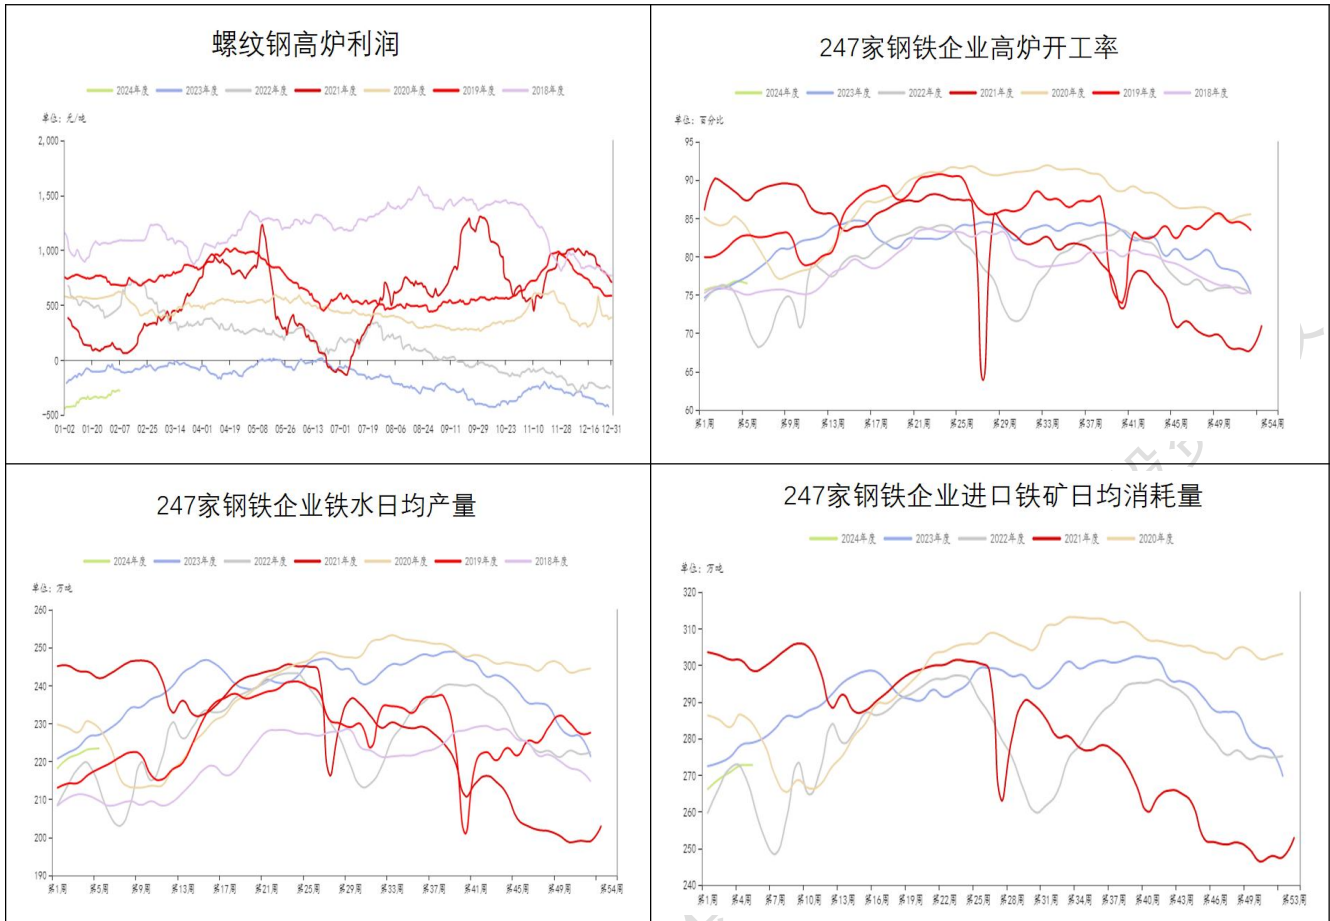 螺纹钢高炉利润
2024年度 2023年度 2022年度 2021年度 2020年度 2019年度 2018年度
单位：元/吨
2,000
1,500
1,000
500
0
-500
01-02 01-20 02-07 02-25 03-14 04-01 04-19 05-08 05-26 06-13 07-01 07-19 08-06 08-24 09-11 09-29 10-23 11-10 11-28 12-16 12-31
247家钢铁企业高炉开工率
2024年度 2023年度 2022年度 2021年度 2020年度 2019年度 2018年度
单位：百分比
95
90
85
80
75
70
65
60
第1周 第5周 第9周 第13周 第17周 第21周 第25周 第29周 第33周 第37周 第41周 第45周 第49周 第54周
247家钢铁企业铁水日均产量
2024年度 2023年度 2022年度 2021年度 2020年度 2019年度 2018年度
单位：万吨
260
250
240
230
220
210
200
190
第1周 第5周 第9周 第13周 第17周 第21周 第25周 第29周 第33周 第37周 第41周 第45周 第49周 第54周
247家钢铁企业进口铁矿日均消耗量
2024年度 2023年度 2022年度 2021年度 2020年度
单位：万吨
320
310
300
290
280
270
260
250
240
第1周 第4周 第7周 第10周 第13周 第16周 第19周 第22周 第25周 第28周 第31周 第34周 第37周 第40周 第43周 第46周 第49周 第53周